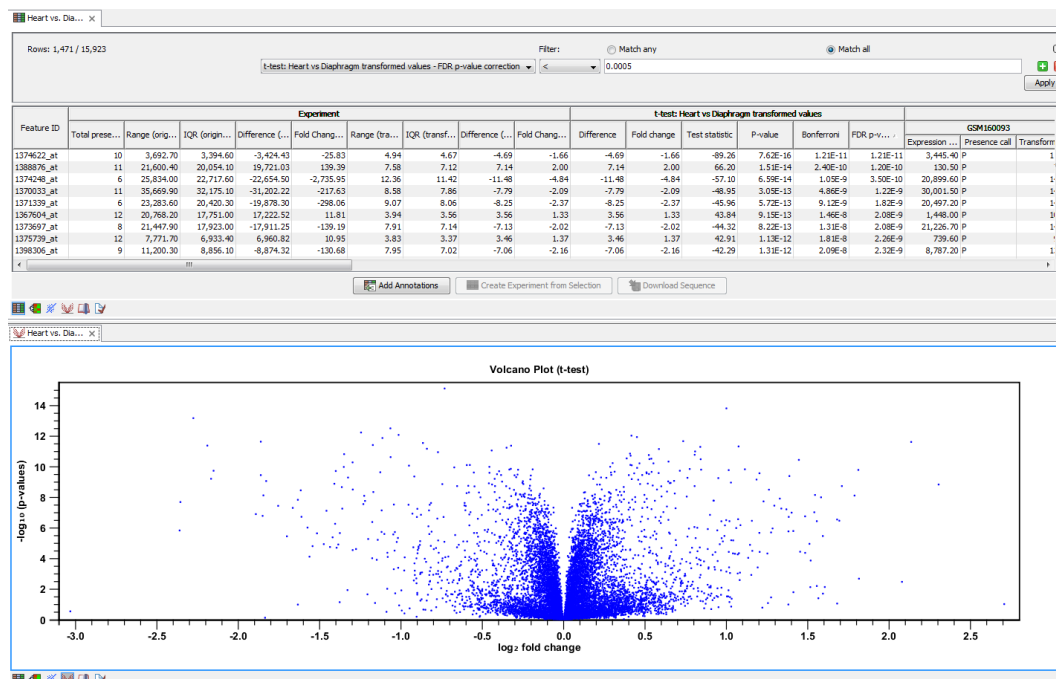 Heart vs. Dia...
Rows: 1,471 / 15,923
Filter:
Match any
Match all
t-test: Heart vs Diaphragm transformed values - FDR p-value correction
<
0.0005
Apply
Feature ID
Experiment
t-test: Heart vs Diaphragm transformed values
GSM160093
Total prese... Range (orig... IQR (origin... Difference (... Fold Chang... Range (tra... IQR (transf... Difference (... Fold Chang... Difference Fold change Test statistic P-value Bonferroni FDR p-v... Expression ... Presence call Transform
1374622_at 10 3,692.70 3,394.60 -3,424.43 -25.83 4.94 4.67 -4.69 -1.66 -4.69 -1.66 -89.26 7.62E-16 1.21E-11 1.21E-11 3,445.40 P 1
1388876_at 11 21,600.40 20,054.10 19,721.03 139.39 7.58 7.12 7.14 2.00 7.14 2.00 66.20 1.51E-14 2.40E-10 1.20E-10 130.50 P
1374248_at 6 25,834.00 22,717.60 -22,654.50 -2,735.95 12.36 11.42 -11.48 -4.84 -11.48 -4.84 -57.10 6.59E-14 1.05E-9 3.50E-10 20,899.60 P 1
1370033_at 11 35,669.90 32,175.10 -31,202.22 -217.63 8.58 7.86 -7.79 -2.09 -7.79 -2.09 -48.95 3.05E-13 4.86E-9 1.22E-9 30,001.50 P 1
1371339_at 6 23,283.60 20,420.30 -19,878.30 -298.06 9.07 8.06 -8.25 -2.37 -8.25 -2.37 -45.96 5.72E-13 9.12E-9 1.82E-9 20,497.20 P 1
1367604_at 12 20,768.20 17,751.00 17,222.52 11.81 3.94 3.56 3.56 1.33 3.56 1.33 43.84 9.15E-13 1.46E-8 2.08E-9 1,448.00 P 1
1373697_at 8 21,447.90 17,923.00 -17,911.25 -139.19 7.91 7.14 -7.13 -2.02 -7.13 -2.02 -44.32 8.22E-13 1.31E-8 2.08E-9 21,226.70 P 1
1375739_at 12 7,771.70 6,933.40 6,960.82 10.95 3.83 3.37 3.46 1.37 3.46 1.37 42.91 1.13E-12 1.81E-8 2.26E-9 739.60 P
1398306_at 9 11,200.30 8,856.10 -8,874.32 -130.68 7.95 7.02 -7.06 -2.16 -7.06 -2.16 -42.29 1.31E-12 2.09E-8 2.32E-9 8,787.20 P 1
Add Annotations
Create Experiment from Selection
Download Sequence
Heart vs. Dia...
Volcano Plot (t-test)
-log₁₀ (p-values)
14
12
10
8
6
4
2
0
-3.0 -2.5 -2.0 -1.5 -1.0 -0.5 0.0 0.5 1.0 1.5 2.0 2.5
log₂ fold change